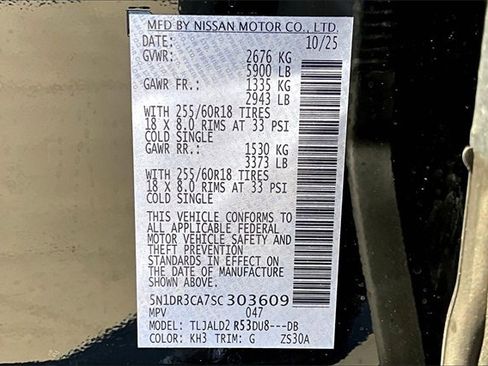 MFD BY NISSAN MOTOR CO., LTD.
DATE: 10/25
GVWR: 2676 KG
5900 LB
GAWR FR.: 1335 KG
2943 LB
WITH 255/60R18 TIRES
18 X 8.0 RIMS AT 33 PSI
COLD SINGLE
GAWR RR.: 1530 KG
3373 LB
WITH 255/60R18 TIRES
18 X 8.0 RIMS AT 33 PSI
COLD SINGLE
THIS VEHICLE CONFORMS TO
ALL APPLICABLE FEDERAL
MOTOR VEHICLE SAFETY AND
THEFT PREVENTION
STANDARDS IN EFFECT ON
THE DATE OF MANUFACTURE
SHOWN ABOVE.
5N1DR3CA7SC303609
MPV 047
MODEL: TLJALD2 R53DU8---DB
COLOR: KH3 TRIM: G ZS30A